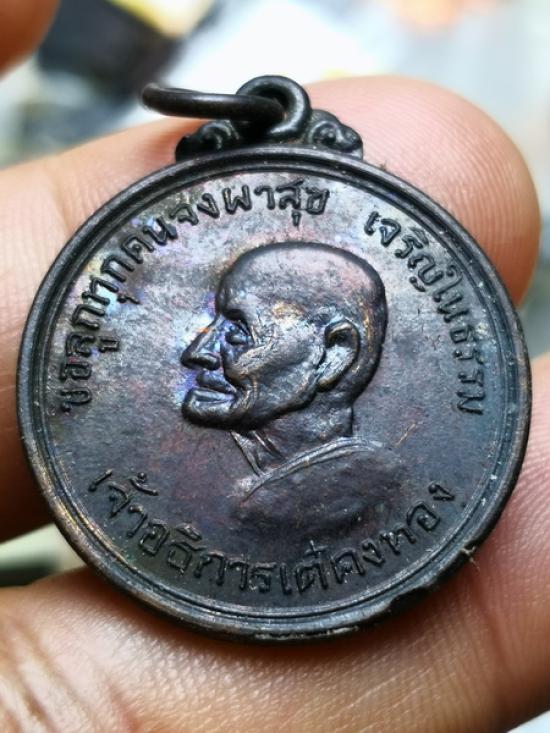 ขอลูกทุกคนจงผาสุข เจริญในธรรม
เจ้าอธิการเต๋คงทอง